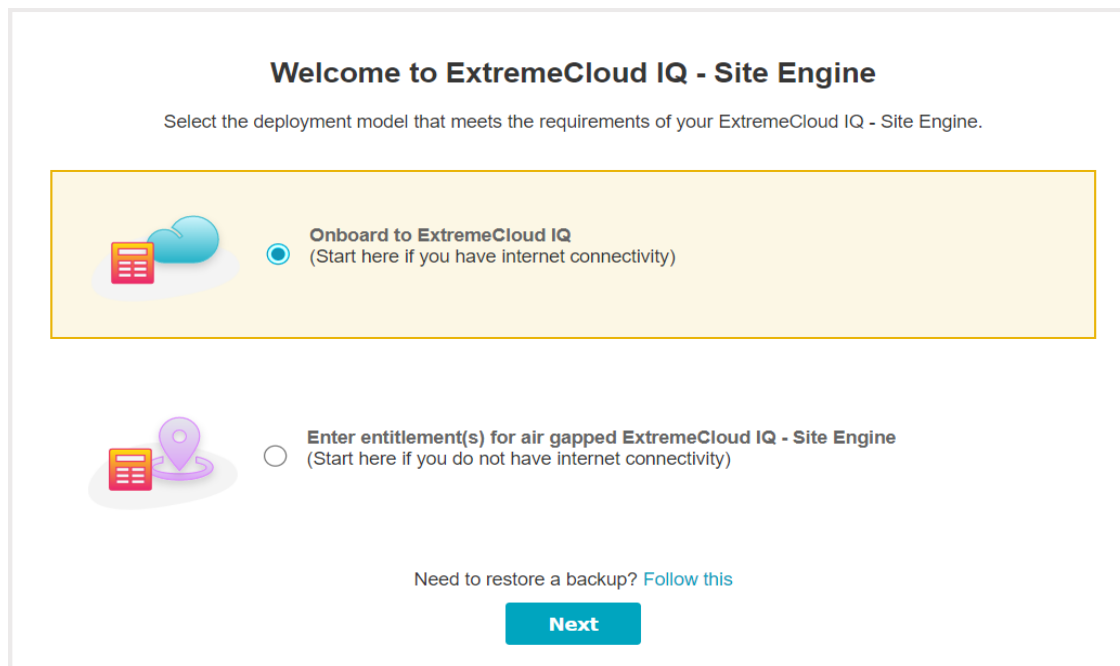 Welcome to ExtremeCloud IQ - Site Engine
Select the deployment model that meets the requirements of your ExtremeCloud IQ - Site Engine.
Onboard to ExtremeCloud IQ
(Start here if you have internet connectivity)
Enter entitlement(s) for air gapped ExtremeCloud IQ - Site Engine
(Start here if you do not have internet connectivity)
Need to restore a backup? Follow this
Next